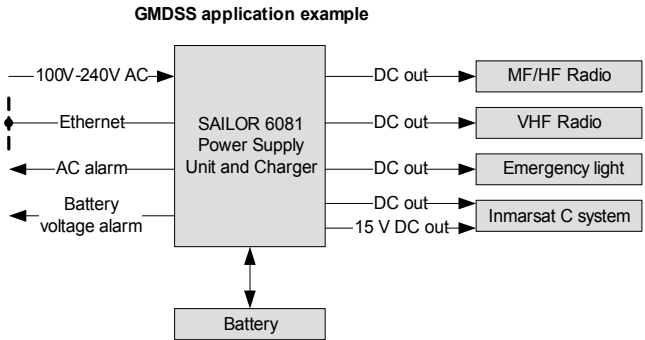 GMDSS application example
100V-240V AC
Ethernet
AC alarm
Battery
voltage alarm
SAILOR 6081
Power Supply
Unit and Charger
DC out
MF/HF Radio
DC out
VHF Radio
DC out
Emergency light
DC out
15 V DC out
Inmarsat C system
Battery